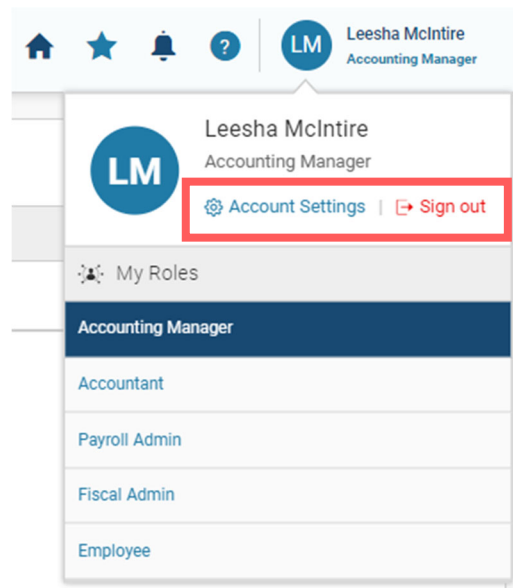 ?
LM
Leesha McIntire
Accounting Manager
LM
Leesha McIntire
Accounting Manager
Account Settings | Sign out
My Roles
Accounting Manager
Accountant
Payroll Admin
Fiscal Admin
Employee